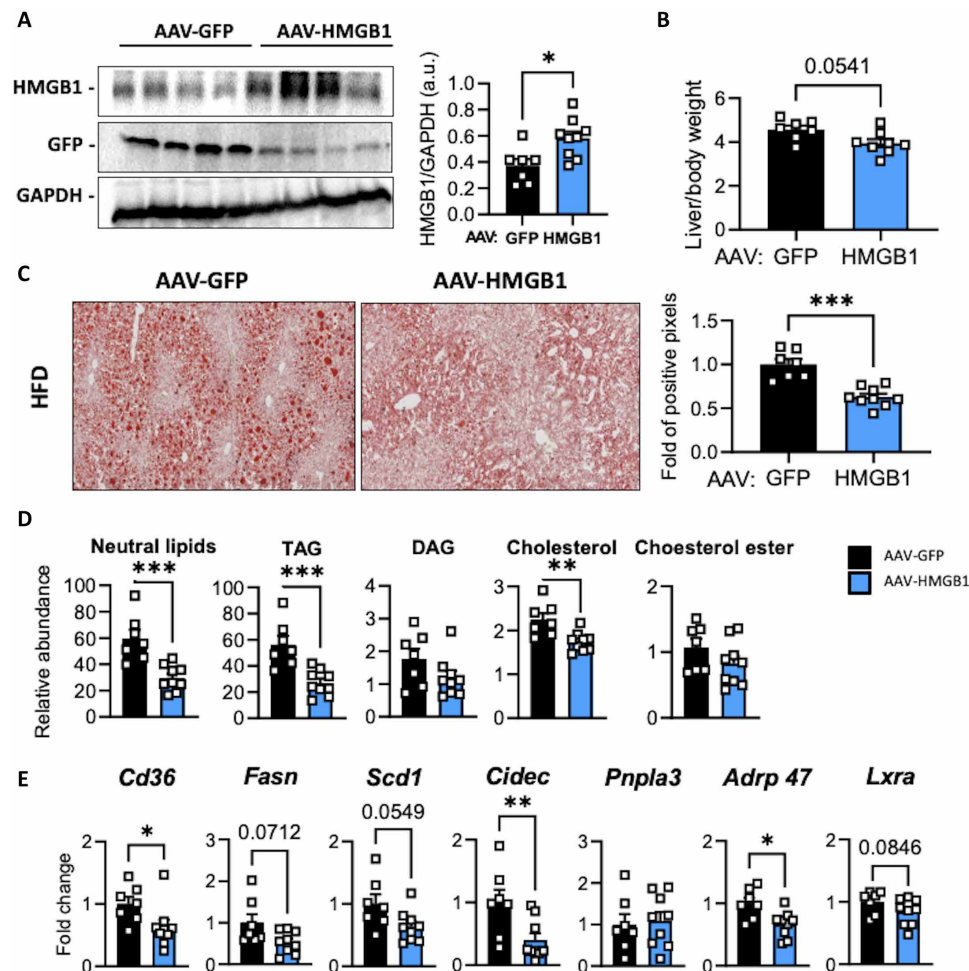 A
AAV-GFP AAV-HMGB1
HMGB1 -
GFP -
GAPDH -
HMGB1/GAPDH (a.u.)
1.0
0.8
0.6
0.4
0.2
0.0
*
AAV: GFP HMGB1
B
0.0541
Liver/body weight
6
4
2
0
AAV: GFP HMGB1
C
AAV-GFP AAV-HMGB1
HFD
***
Fold of positive pixels
1.5
1.0
0.5
0.0
AAV: GFP HMGB1
D
Relative abundance
Neutral lipids
***
100
80
60
40
20
0
TAG
***
100
80
60
40
20
0
DAG
4
3
2
1
0
Cholesterol
**
3
2
1
0
Choesterol ester
2
1
0
AAV-GFP
AAV-HMGB1
E
Fold change
Cd36
*
2
1
0
Fasn
0.0712
3
2
1
0
Scd1
0.0549
2
1
0
Cidec
**
2
1
0
Pnpla3
3
2
1
0
Adrp 47
*
2
1
0
Lxra
0.0846
2
1
0